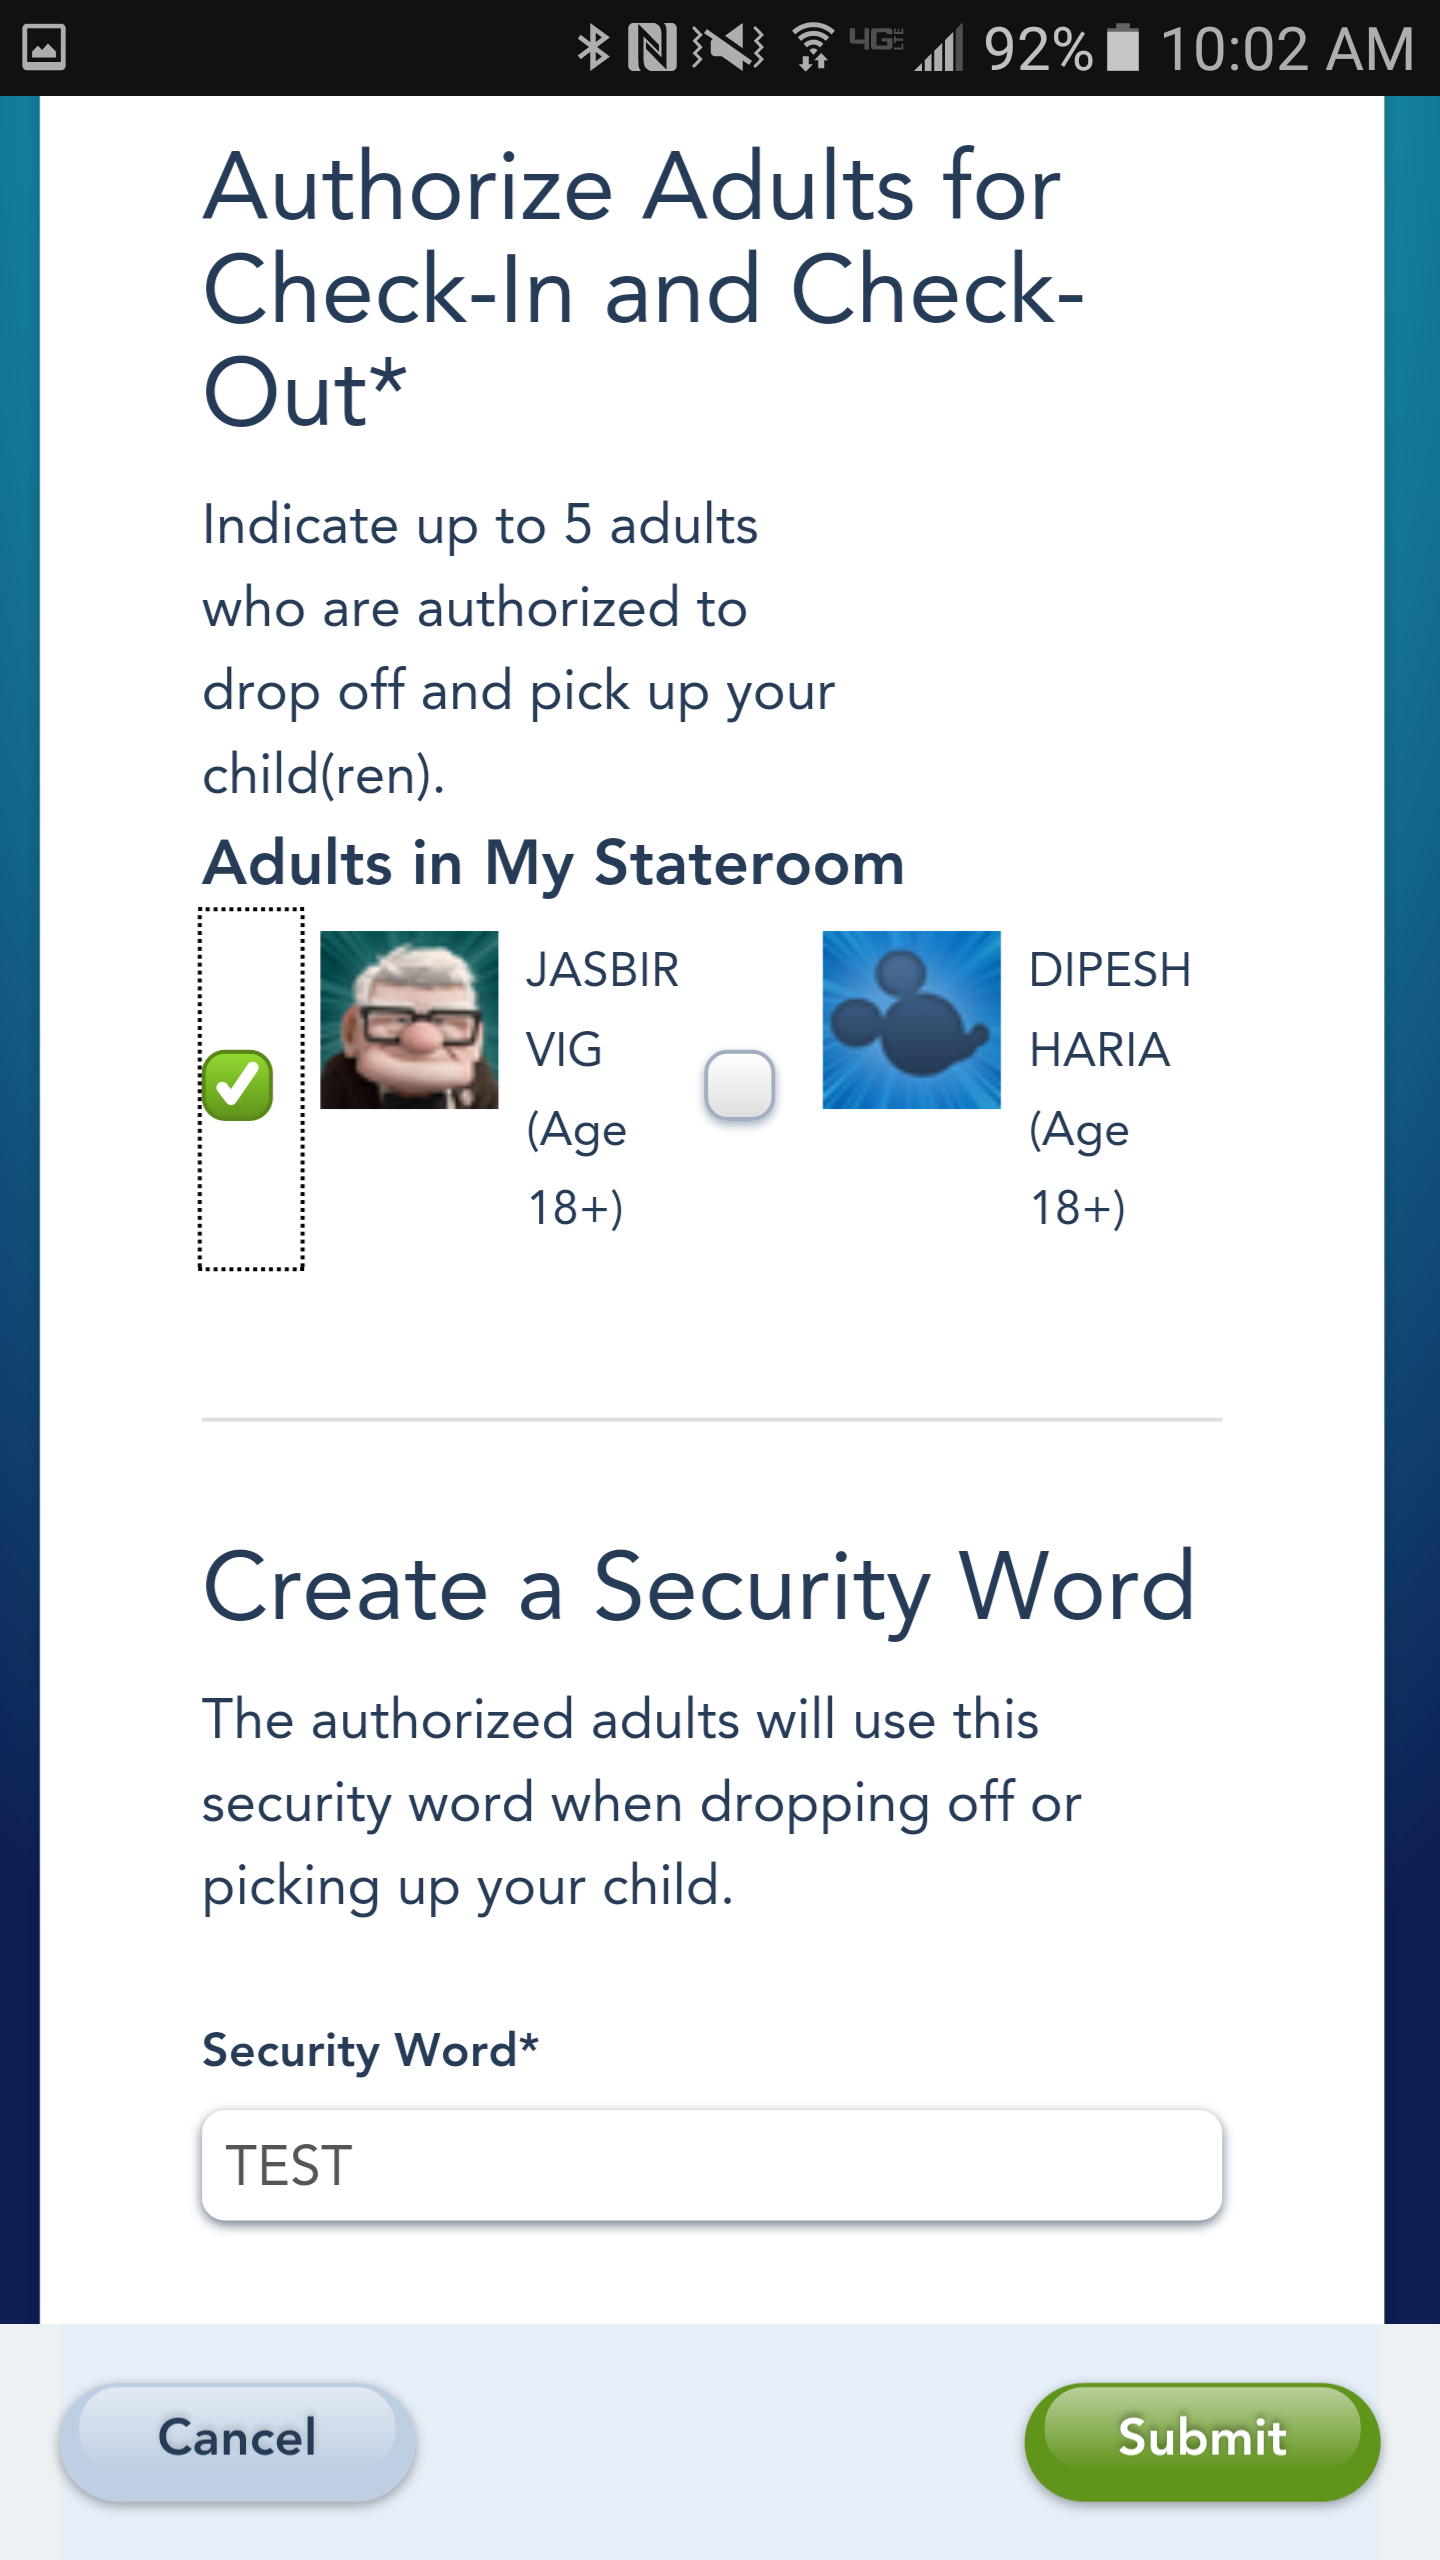 4G LTE 92% 10:02 AM
Authorize Adults for
Check-In and Check-
Out*
Indicate up to 5 adults
who are authorized to
drop off and pick up your
child(ren).
Adults in My Stateroom
JASBIR
VIG
(Age
18+)
DIPESH
HARIA
(Age
18+)
Create a Security Word
The authorized adults will use this
security word when dropping off or
picking up your child.
Security Word*
TEST
Cancel
Submit